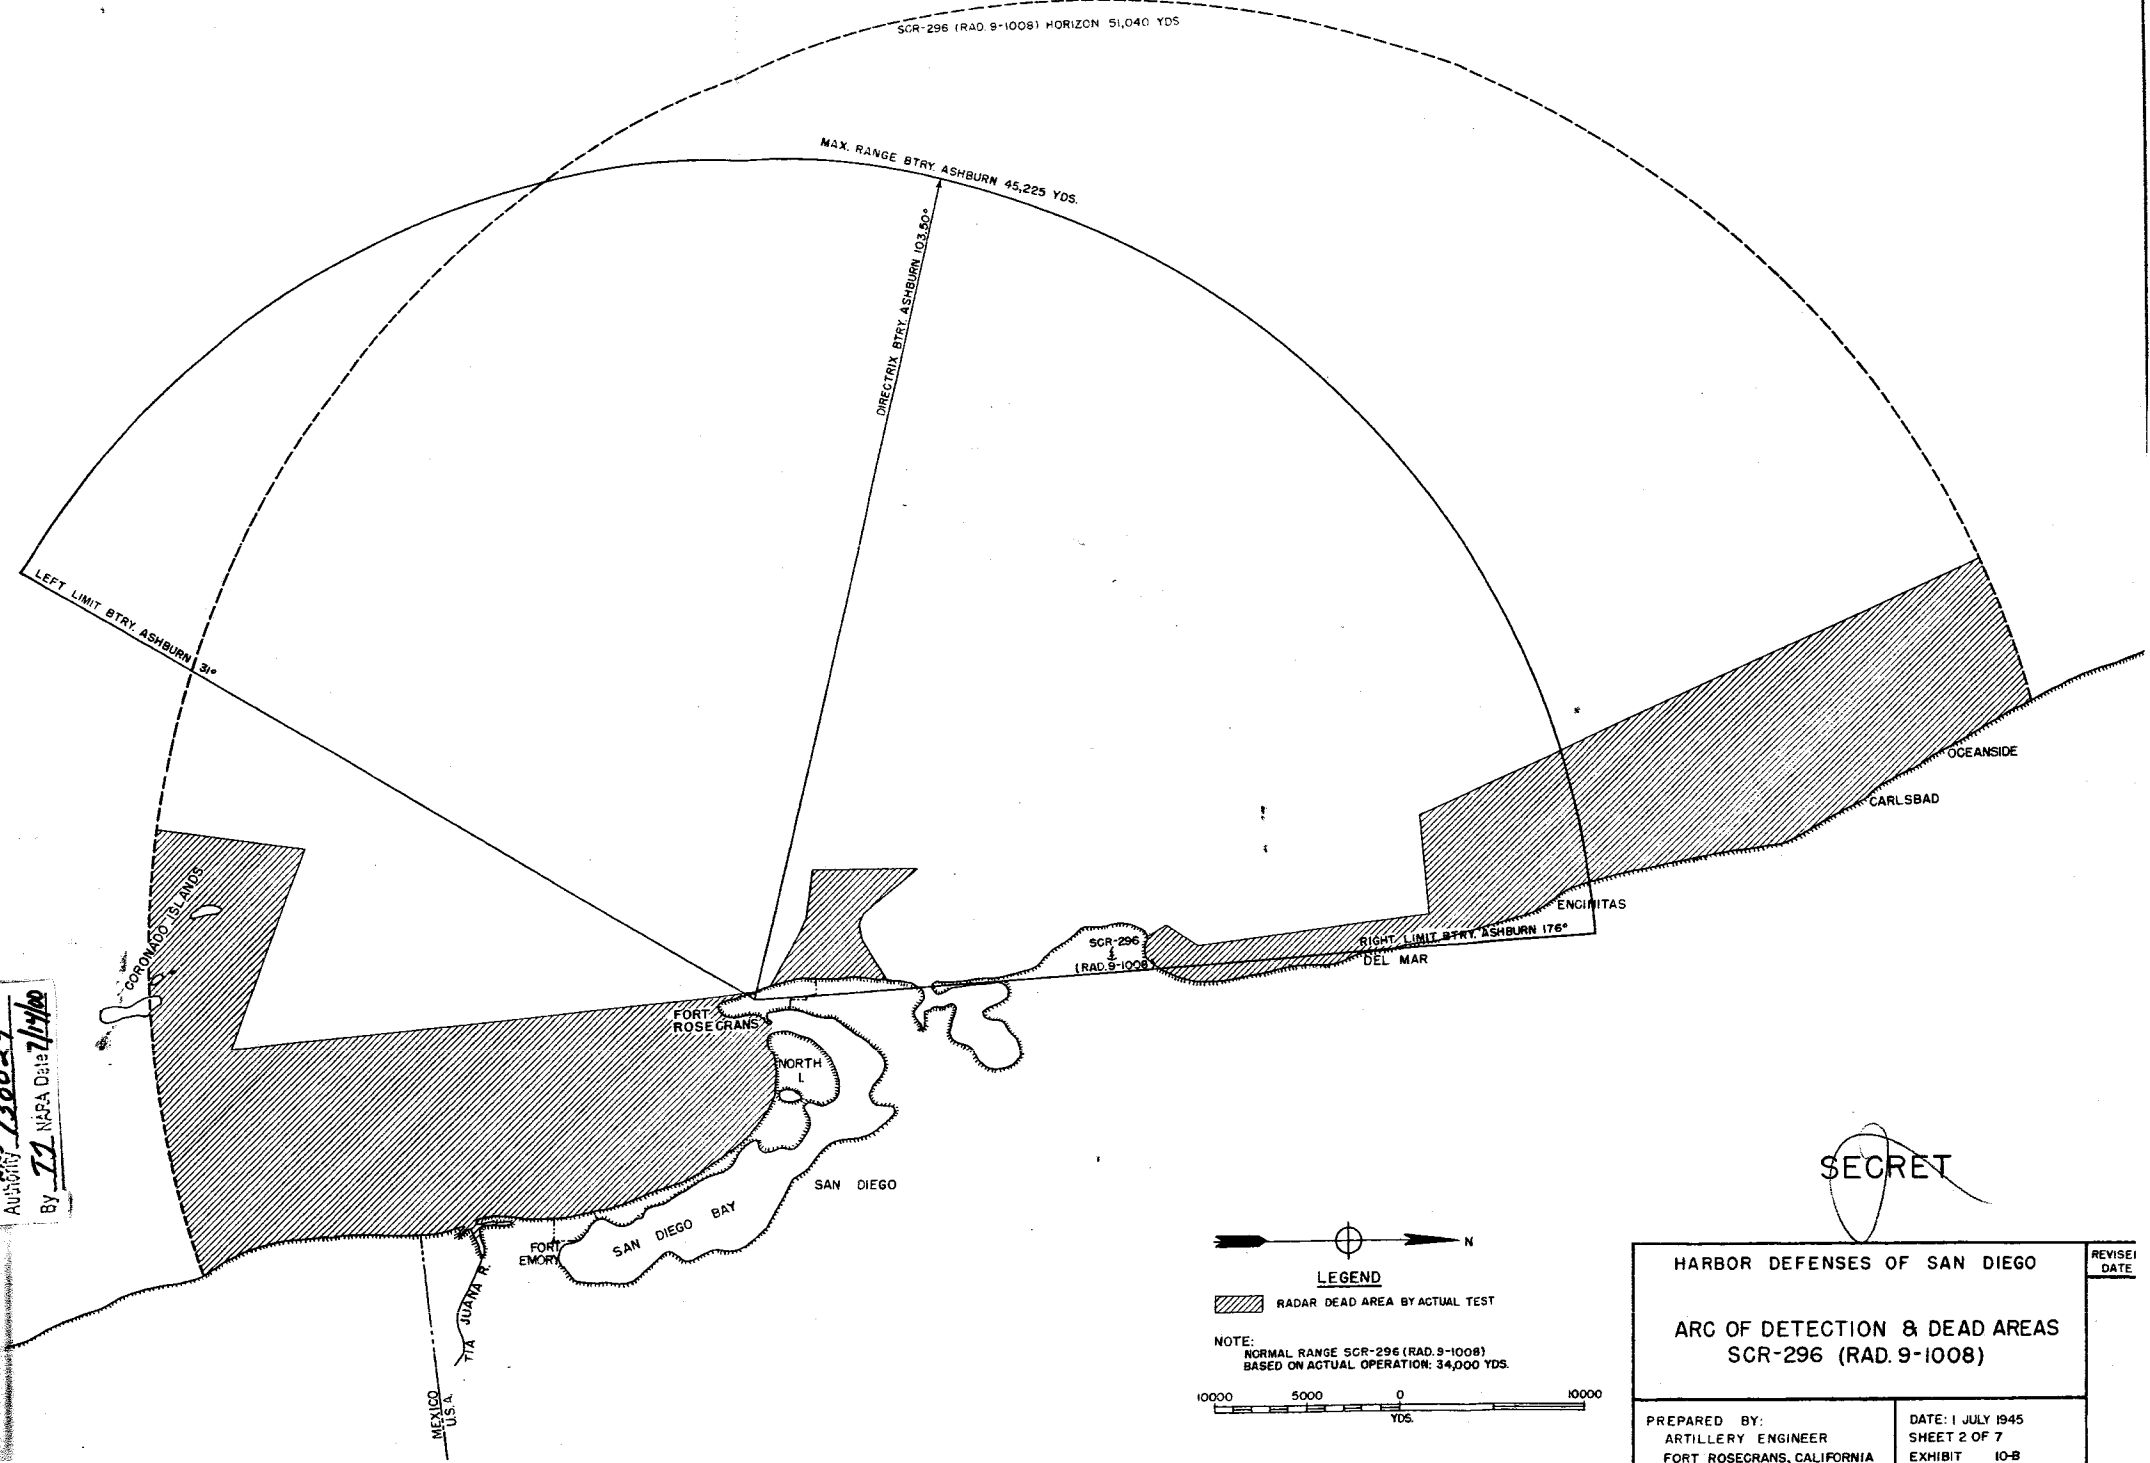 SCR-296 (RAD. 9-1008) HORIZON 51,040 YDS
MAX. RANGE BTRY. ASHBURN 45,225 YDS.
DIRECTRIX BTRY. ASHBURN 103.50°
LEFT LIMIT BTRY. ASHBURN 31°
CORONADO ISLANDS
OCEANSIDE
CARLSBAD
ENCINITAS
RIGHT LIMIT BTRY. ASHBURN 176°
DEL MAR
SCR-296
(RAD. 9-1008)
FORT
ROSECRANS
NORTH
I.
SAN DIEGO
SAN DIEGO BAY
FORT
EMORY
TIA JUANA R.
MEXICO
U.S.A.
Authority
By TJ NARA Date 7/14/00
SECRET
N
LEGEND
RADAR DEAD AREA BY ACTUAL TEST
NOTE:
NORMAL RANGE SCR-296 (RAD. 9-1008)
BASED ON ACTUAL OPERATION: 34,000 YDS.
10000 5000 0 10000
YDS.
HARBOR DEFENSES OF SAN DIEGO
ARC OF DETECTION & DEAD AREAS
SCR-296 (RAD. 9-1008)
PREPARED BY:
ARTILLERY ENGINEER
FORT ROSECRANS, CALIFORNIA
DATE: 1 JULY 1945
SHEET 2 OF 7
EXHIBIT 10-B
DATE